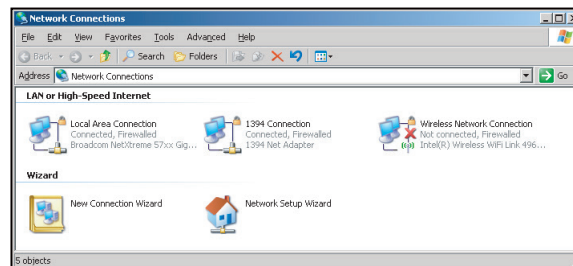 Network Connections
File Edit View Favorites Tools Advanced Help
Back Search Folders
Address Network Connections Go
LAN or High-Speed Internet
Local Area Connection
Connected, Firewalled
Broadcom NetXtreme 57xx Gig...
1394 Connection
Connected, Firewalled
1394 Net Adapter
Wireless Network Connection
Not connected, Firewalled
Intel(R) Wireless WiFi Link 496...
Wizard
New Connection Wizard
Network Setup Wizard
5 objects